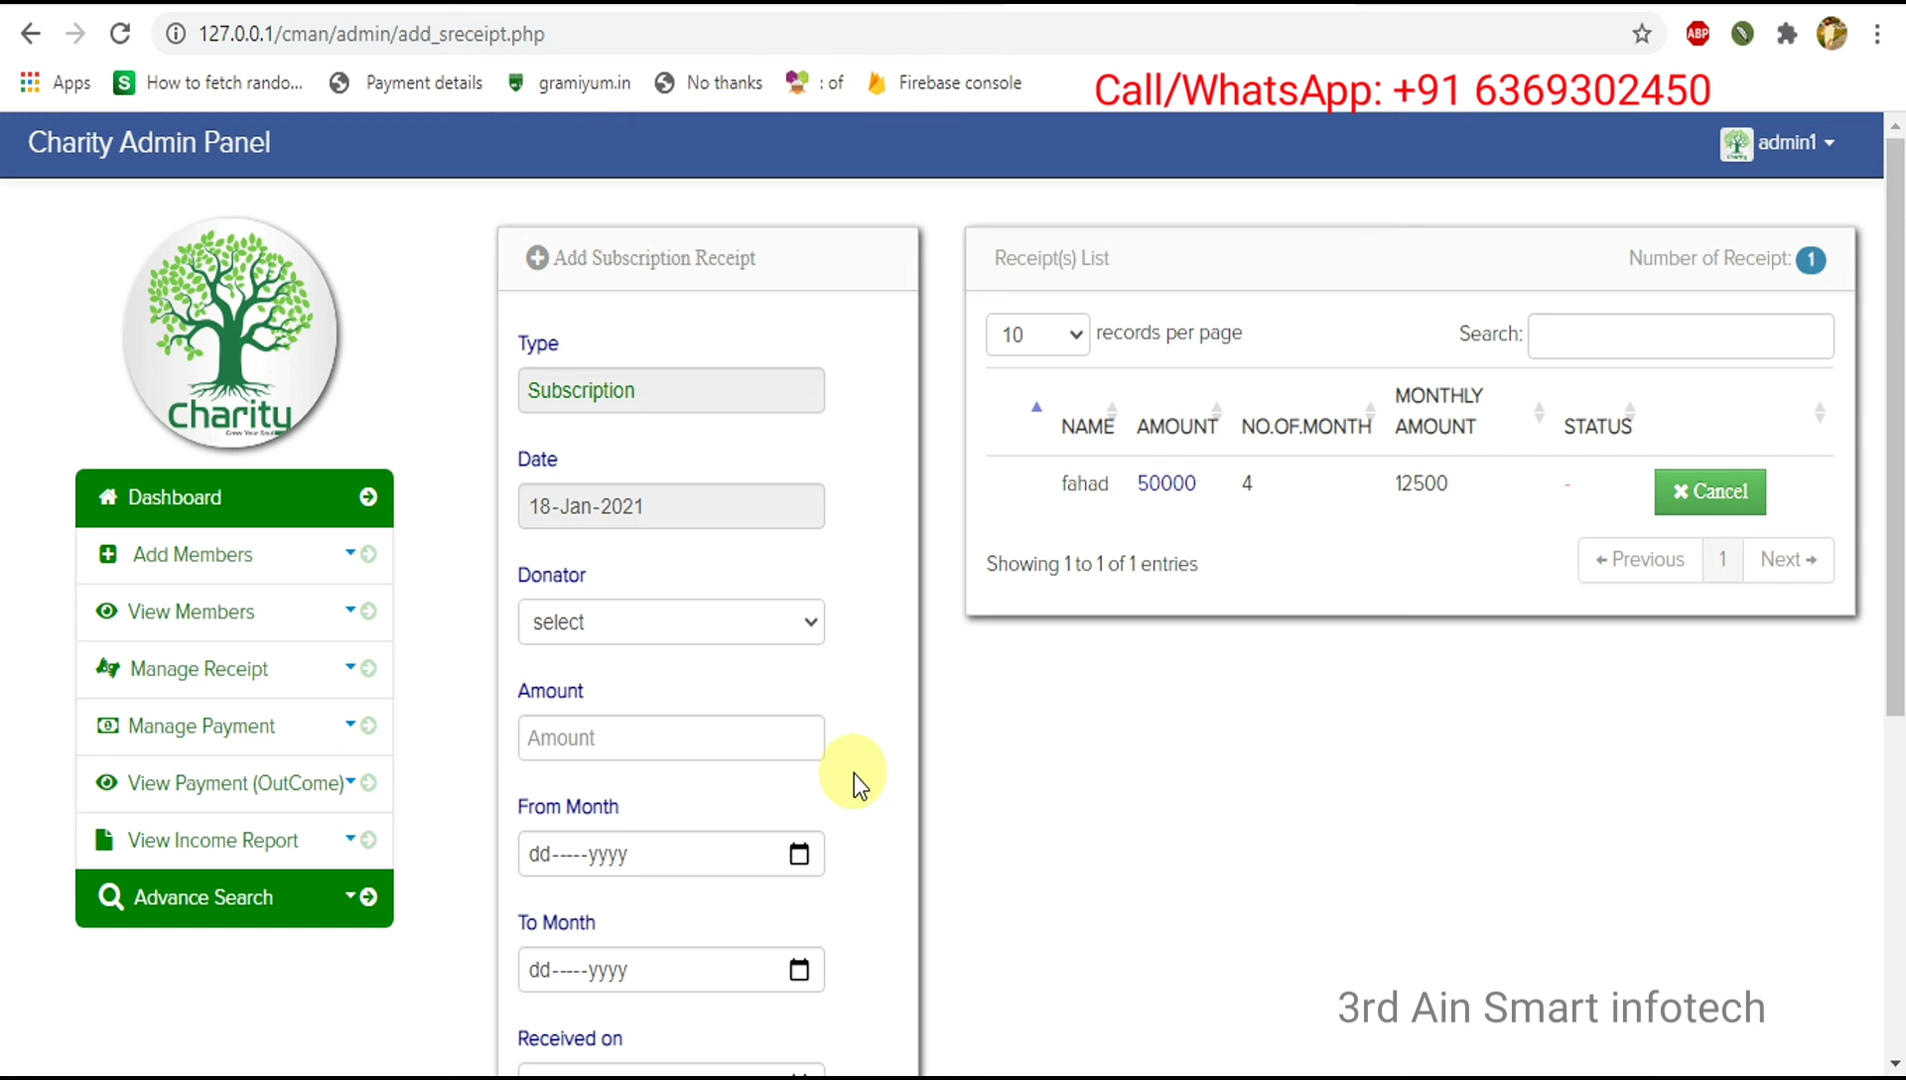 127.0.0.1/cman/admin/add_sreceipt.php
ABP
Apps
S How to fetch rando...
Payment details
gramiyum.in
No thanks
: of
Firebase console
Call/WhatsApp: +91 6369302450
Charity Admin Panel
admin1
Charity
Dashboard
Add Members
View Members
Manage Receipt
Manage Payment
View Payment (OutCome)
View Income Report
Advance Search
Add Subscription Receipt
Type
Subscription
Date
18-Jan-2021
Donator
select
Amount
Amount
From Month
dd-----yyyy
To Month
dd-----yyyy
Received on
Receipt(s) List
Number of Receipt: 1
10 records per page
Search:
NAME AMOUNT NO.OF.MONTH MONTHLY AMOUNT STATUS
fahad 50000 4 12500 - Cancel
Showing 1 to 1 of 1 entries
Previous 1 Next
3rd Ain Smart infotech